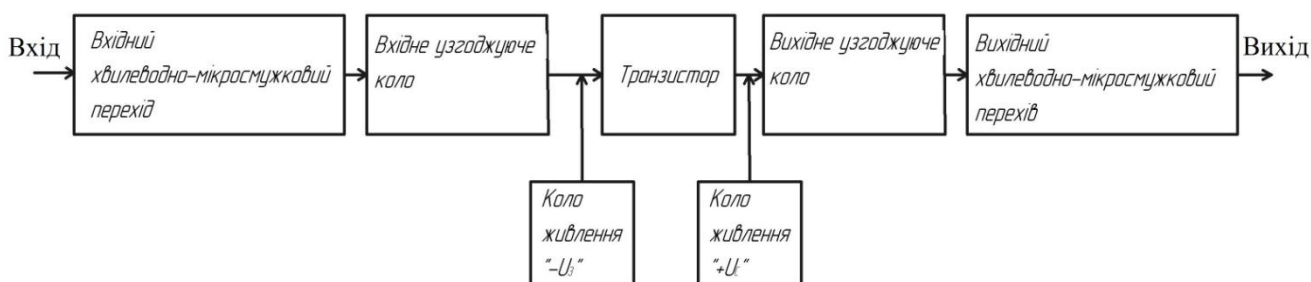 Вхід
Вхідний
хвилеводно-мікросмужковий
перехід
Вхідне узгоджуюче
коло
Транзистор
Вихідне узгоджуюче
коло
Вихідний
хвилеводно-мікросмужковий
перехів
Вихід
Коло
живлення
"-Uз"
Коло
живлення
"+Uс"